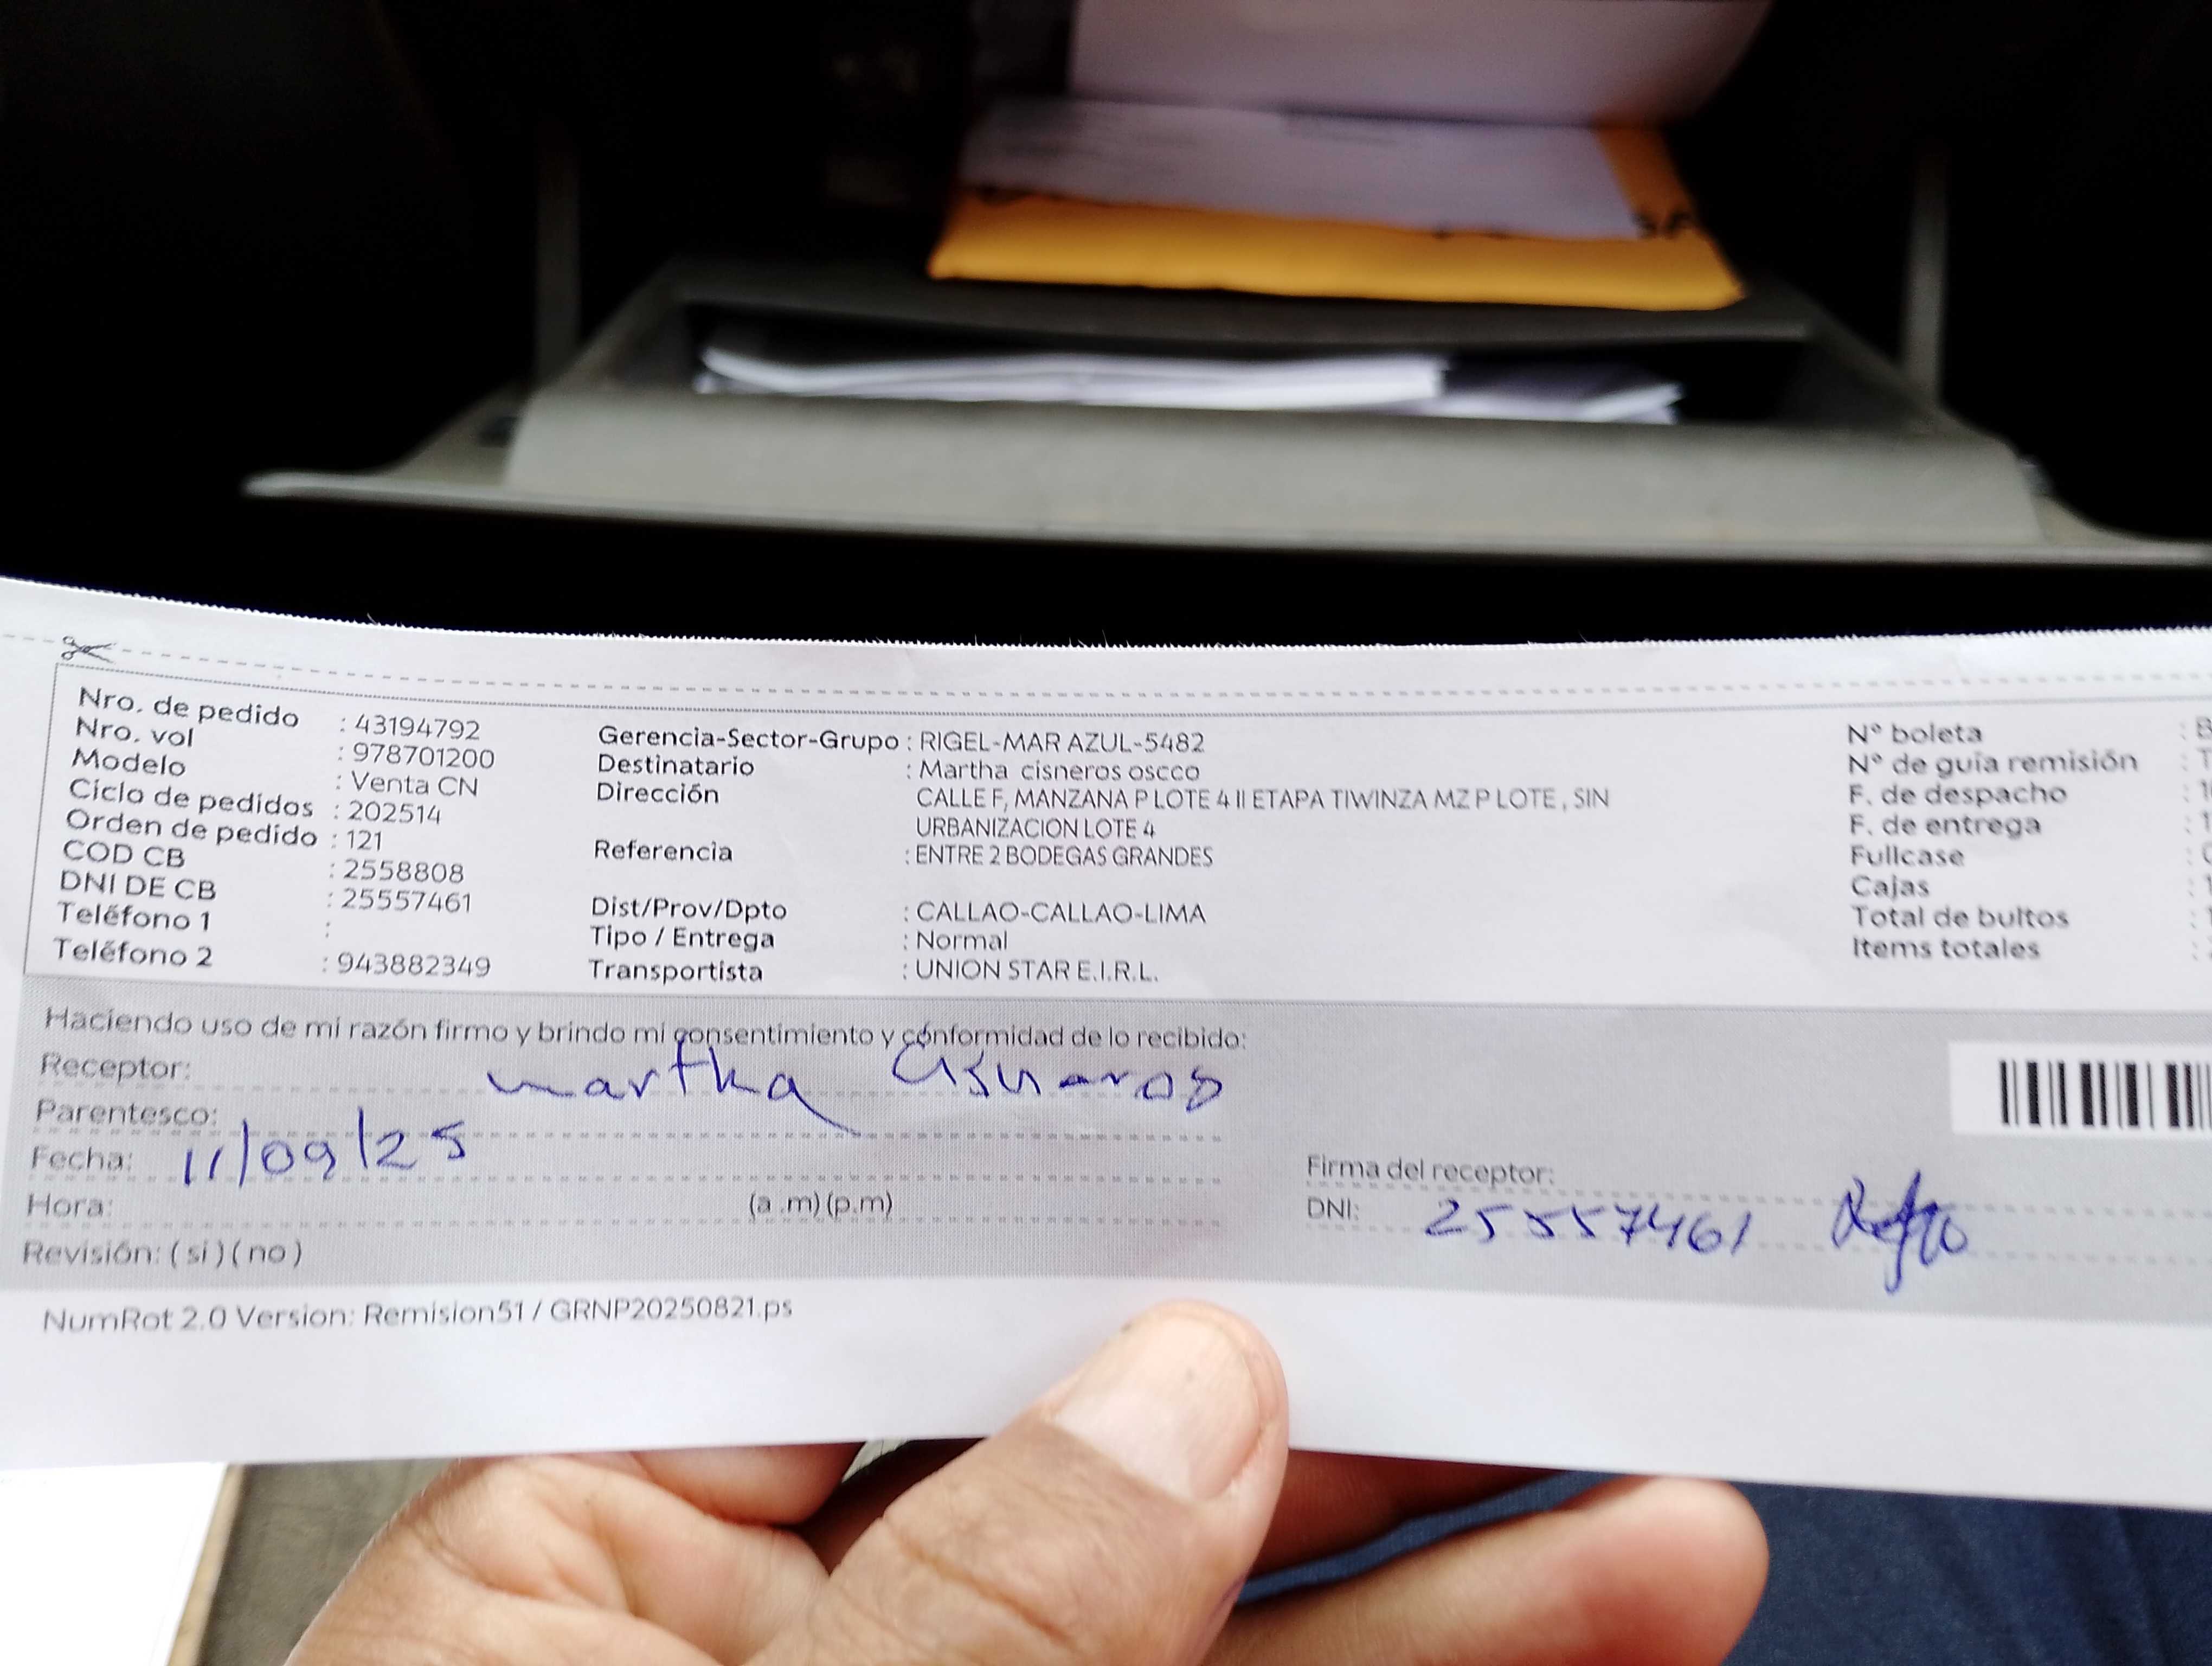 Nro. de pedido : 43194792
Nro. vol : 978701200
Modelo : Venta CN
Ciclo de pedidos : 202514
Orden de pedido : 121
COD CB : 2558808
DNI DE CB : 25557461
Teléfono 1 :
Teléfono 2 : 943882349
Gerencia-Sector-Grupo : RIGEL-MAR AZUL-5482
Destinatario : Martha cisneros oscco
Dirección : CALLE F, MANZANA P LOTE 4 II ETAPA TIWINZA MZ P LOTE , SIN
URBANIZACION LOTE 4
Referencia : ENTRE 2 BODEGAS GRANDES
Dist/Prov/Dpto : CALLAO-CALLAO-LIMA
Tipo / Entrega : Normal
Transportista : UNION STAR E.I.R.L.
N° boleta : B
N° de guía remisión : T
F. de despacho : 1
F. de entrega : 1
Fullcase :
Cajas : 1
Total de bultos :
Items totales :
Haciendo uso de mi razón firmo y brindo mi consentimiento y conformidad de lo recibido:
Receptor: martha Cisneros
Parentesco:
Fecha: 11/09/25
Hora: (a .m) (p.m)
Revisión: ( si ) ( no )
Firma del receptor:
DNI: 25557461
NumRot 2.0 Version: Remision51 / GRNP20250821.ps